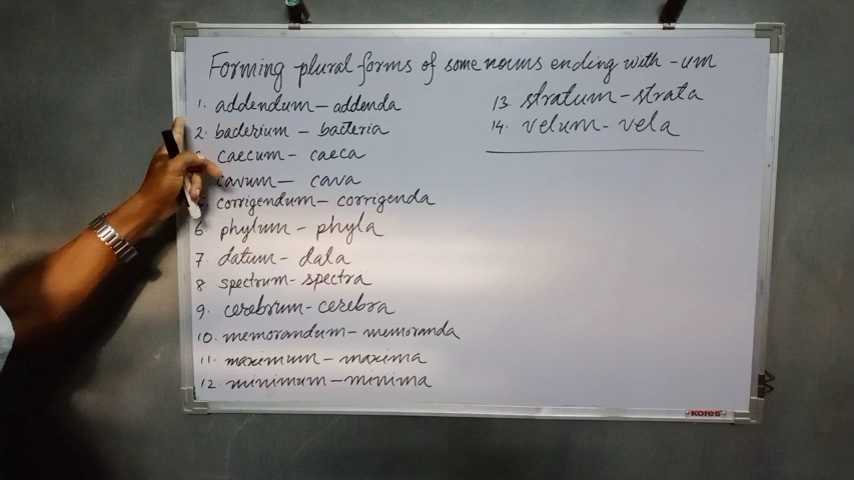 Forming plural forms of some nouns ending with -um
1. addendum - addenda
2. bacterium - bacteria
caecum - caeca
cavum - cava
corrigendum - corrigenda
6. phylum - phyla
7. datum - data
8. spectrum - spectra
9. cerebrum - cerebra
10. memorandum - memoranda
11. maximum - maxima
12. minimum - minima
13. stratum - strata
14. velum - vela
KORES